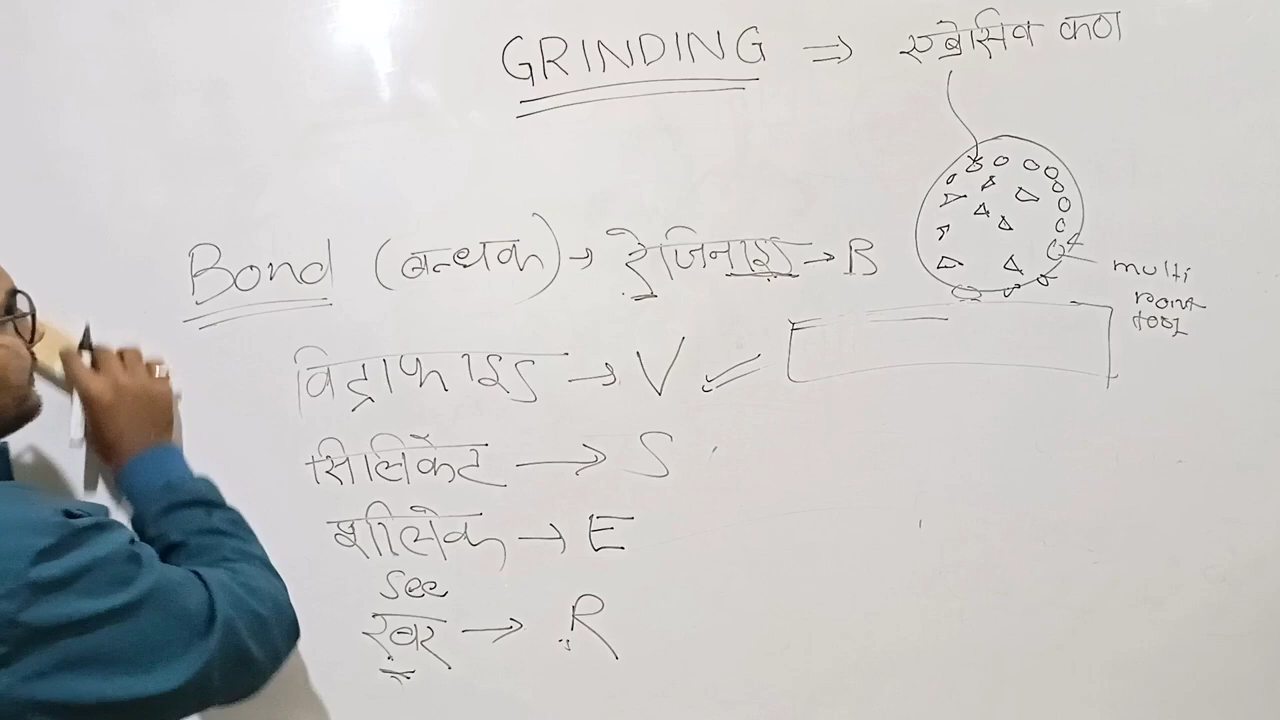 GRINDING ⇒ एब्रेसिव कण
Bond (बन्धक) → रेजिनाइड → B
multi
point
tool
विट्राफाइड → V ✓
सिलिकेट → S
शीलेक → E
See
रबर → R